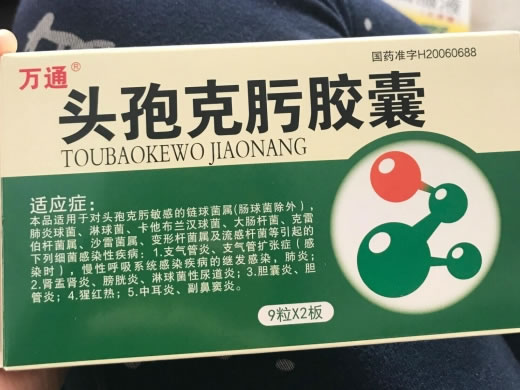 国药准字H20060688
万通®
头孢克肟胶囊
TOUBAOKEWO JIAONANG
适应症：
本品适用于对头孢克肟敏感的链球菌属(肠球菌除外)，
肺炎球菌、淋球菌、卡他布兰汉球菌、大肠杆菌、克雷
伯杆菌属、沙雷菌属、变形杆菌属及流感杆菌等引起的
下列细菌感染性疾病：1.支气管炎、支气管扩张症（感
染时），慢性呼吸系统感染疾病的继发感染，肺炎；
2.肾盂肾炎、膀胱炎、淋球菌性尿道炎；3.胆囊炎、胆
管炎；4.猩红热；5.中耳炎、副鼻窦炎。
9粒X2板